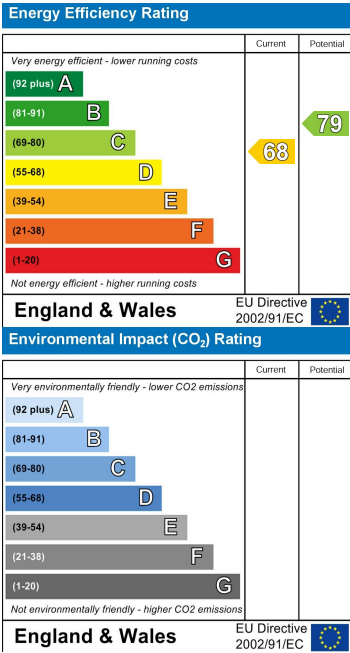 Energy Efficiency Rating
Current Potential
Very energy efficient - lower running costs
(92 plus) A
(81-91) B
79
(69-80) C
68
(55-68) D
(39-54) E
(21-38) F
(1-20) G
Not energy efficient - higher running costs
England & Wales
EU Directive
2002/91/EC
Environmental Impact (CO₂) Rating
Current Potential
Very environmentally friendly - lower CO2 emissions
(92 plus) A
(81-91) B
(69-80) C
(55-68) D
(39-54) E
(21-38) F
(1-20) G
Not environmentally friendly - higher CO2 emissions
England & Wales
EU Directive
2002/91/EC